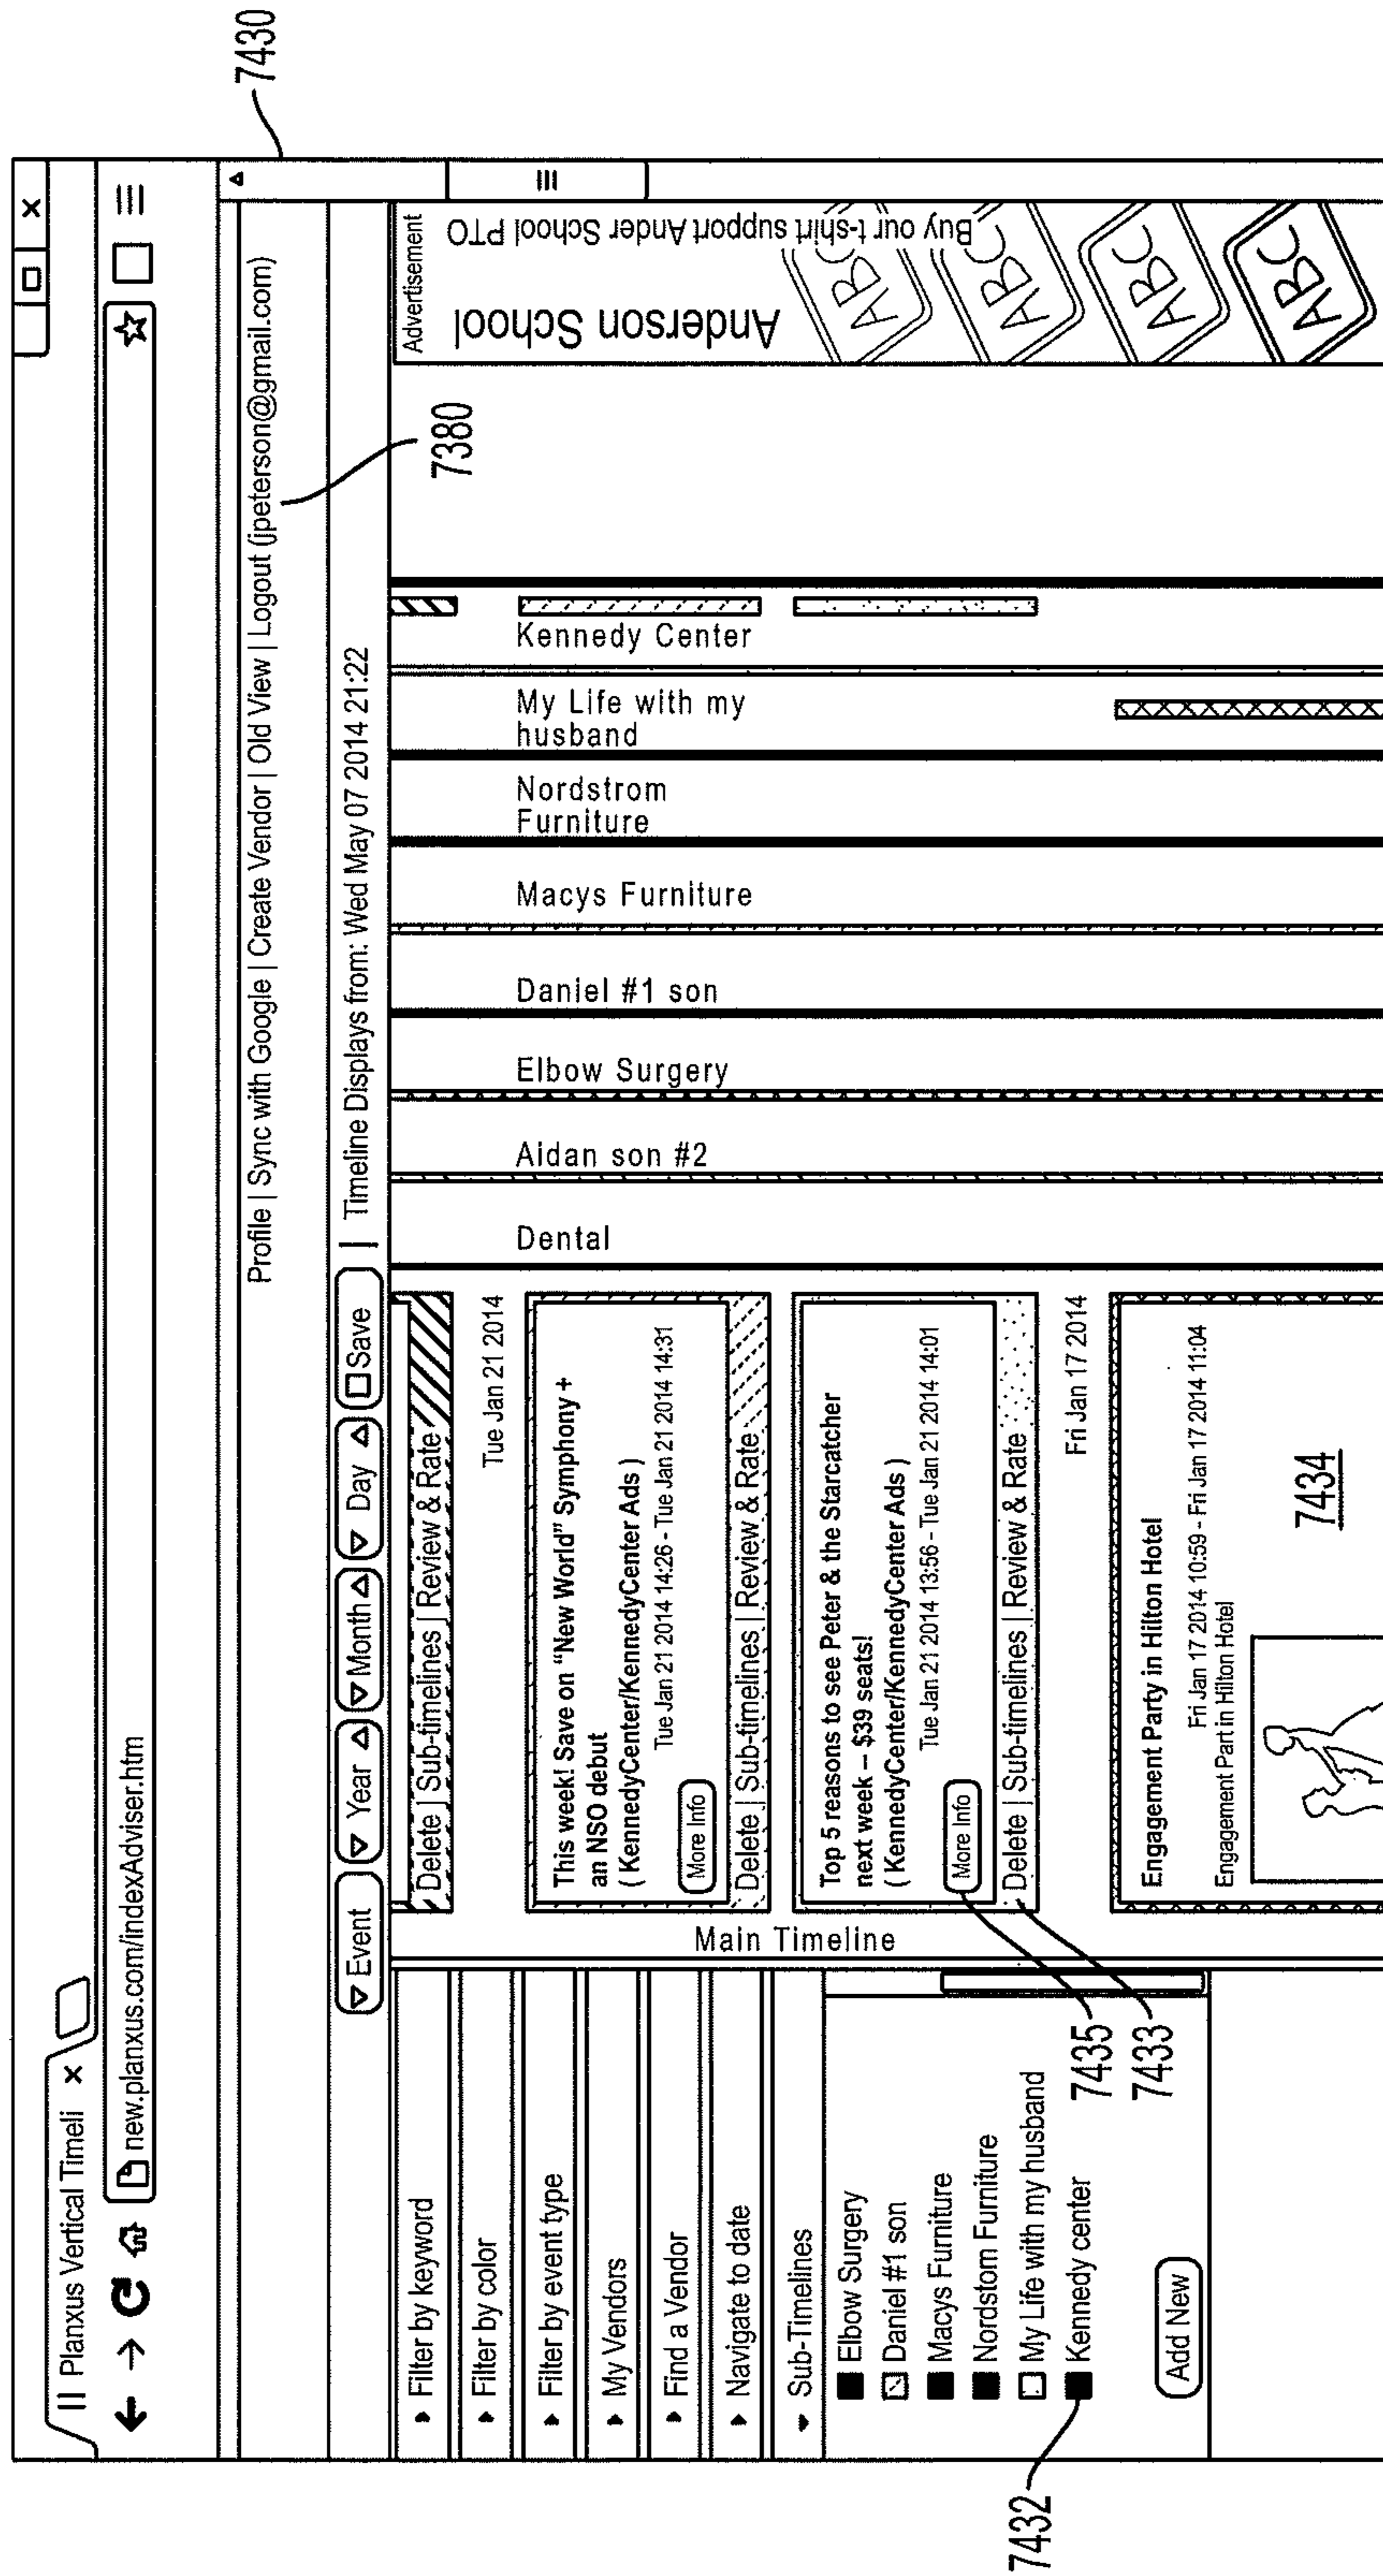 Planxus Vertical Timeli x
new.planxus.com/indexAdviser.htm
7430
Profile | Sync with Google | Create Vendor | Old View | Logout (jpeterson@gmail.com)
7380
Event
Year
Month
Day
Save
| Timeline Displays from: Wed May 07 2014 21:22
Filter by keyword
Filter by color
Filter by event type
My Vendors
Find a Vendor
Navigate to date
Sub-Timelines
Elbow Surgery
Daniel #1 son
Macys Furniture
Nordstom Furniture
My Life with my husband
Kennedy center
Add New
7432
7435
7433
Main Timeline
Delete | Sub-timelines | Review & Rate
Tue Jan 21 2014
This week! Save on “New World” Symphony +
an NSO debut
( KennedyCenter/KennedyCenter Ads )
Tue Jan 21 2014 14:26 - Tue Jan 21 2014 14:31
More Info
Delete | Sub-timelines | Review & Rate
Top 5 reasons to see Peter & the Starcatcher
next week – $39 seats!
( KennedyCenter/KennedyCenter Ads )
Tue Jan 21 2014 13:56 - Tue Jan 21 2014 14:01
More Info
Delete | Sub-timelines | Review & Rate
Fri Jan 17 2014
Engagement Party in Hilton Hotel
Fri Jan 17 2014 10:59 - Fri Jan 17 2014 11:04
Engagement Part in Hilton Hotel
7434
Dental
Aidan son #2
Elbow Surgery
Daniel #1 son
Macys Furniture
Nordstrom
Furniture
My Life with my
husband
Kennedy Center
Advertisement
Anderson School
Buy our t-shirt support Ander School PTO
ABC
ABC
ABC
ABC